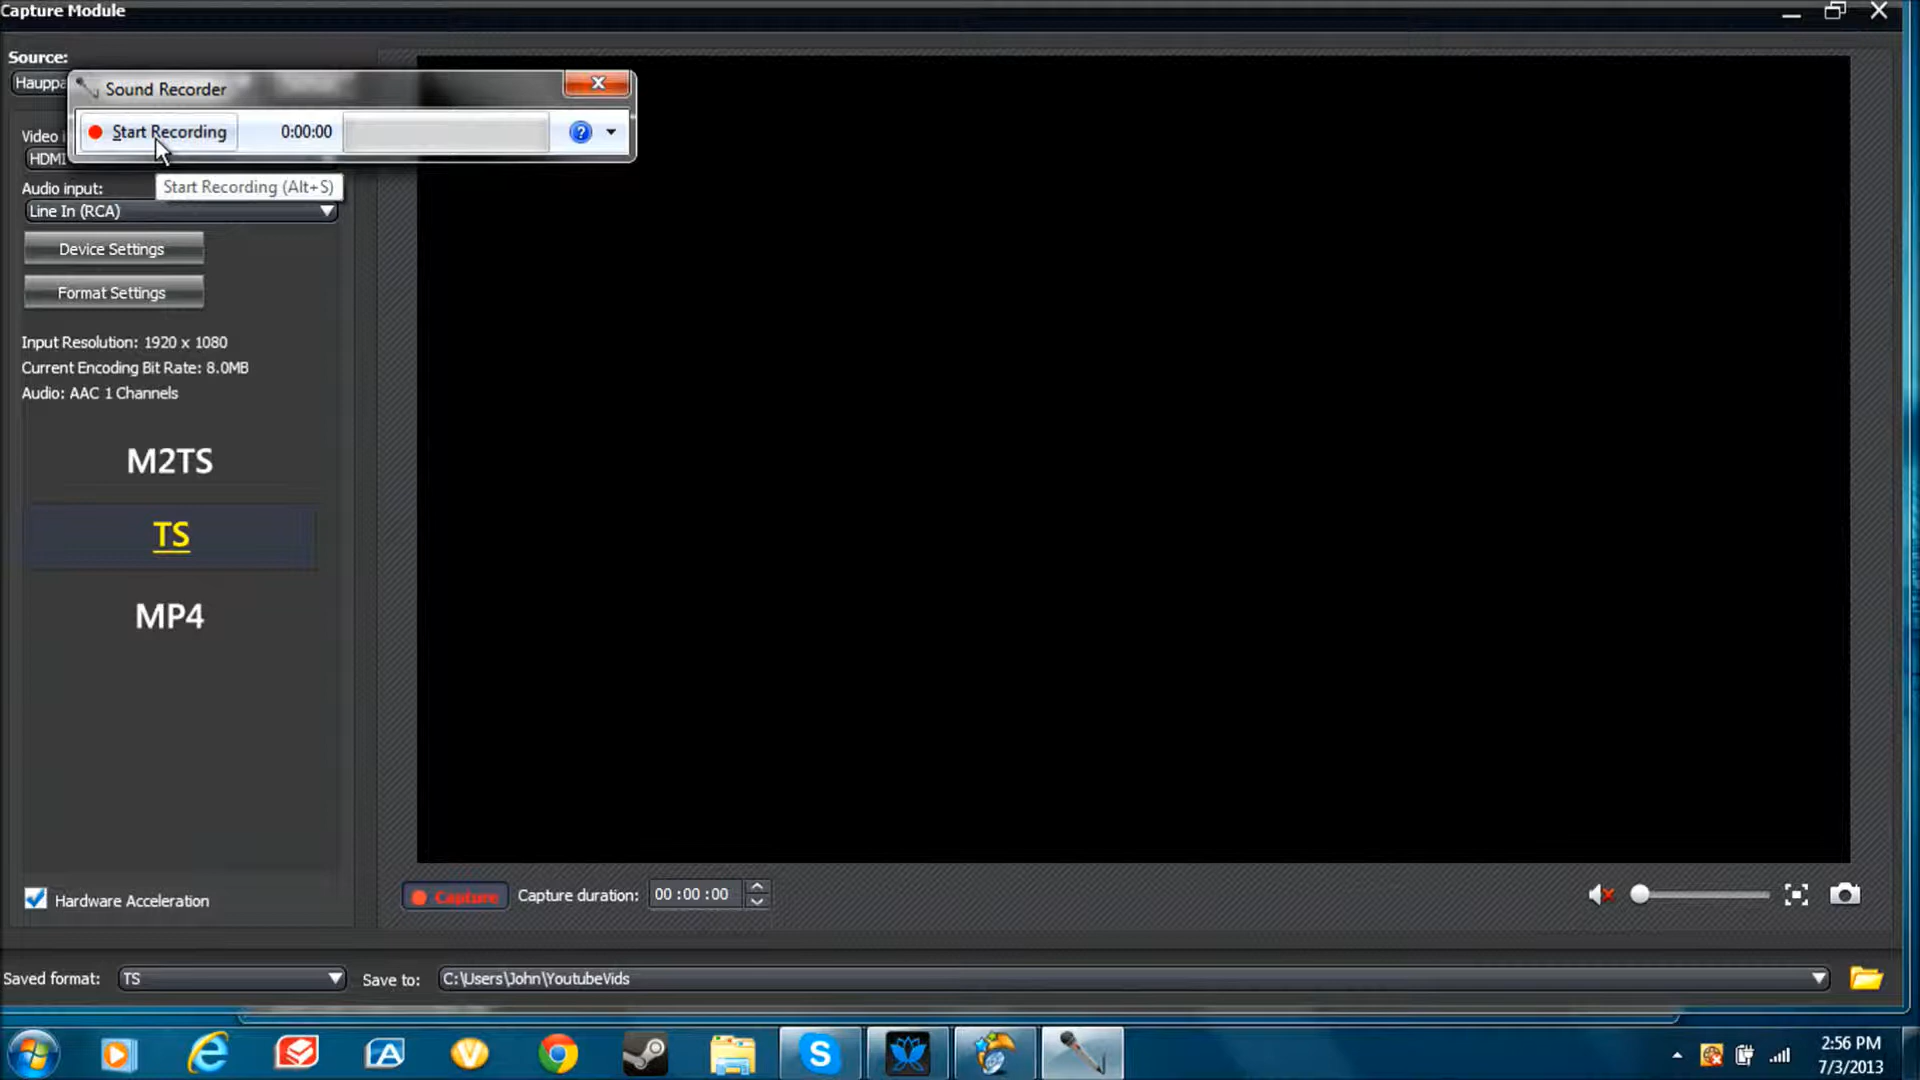 Capture Module
Source:
Hauppa
Sound Recorder
Start Recording
0:00:00
Video i
HDMI
Start Recording (Alt+S)
Audio input:
Line In (RCA)
Device Settings
Format Settings
Input Resolution: 1920 x 1080
Current Encoding Bit Rate: 8.0MB
Audio: AAC 1 Channels
M2TS
TS
MP4
Hardware Acceleration
Capture
Capture duration:
00 :00 :00
Saved format:
TS
Save to:
C:\Users\John\YoutubeVids
2:56 PM
7/3/2013